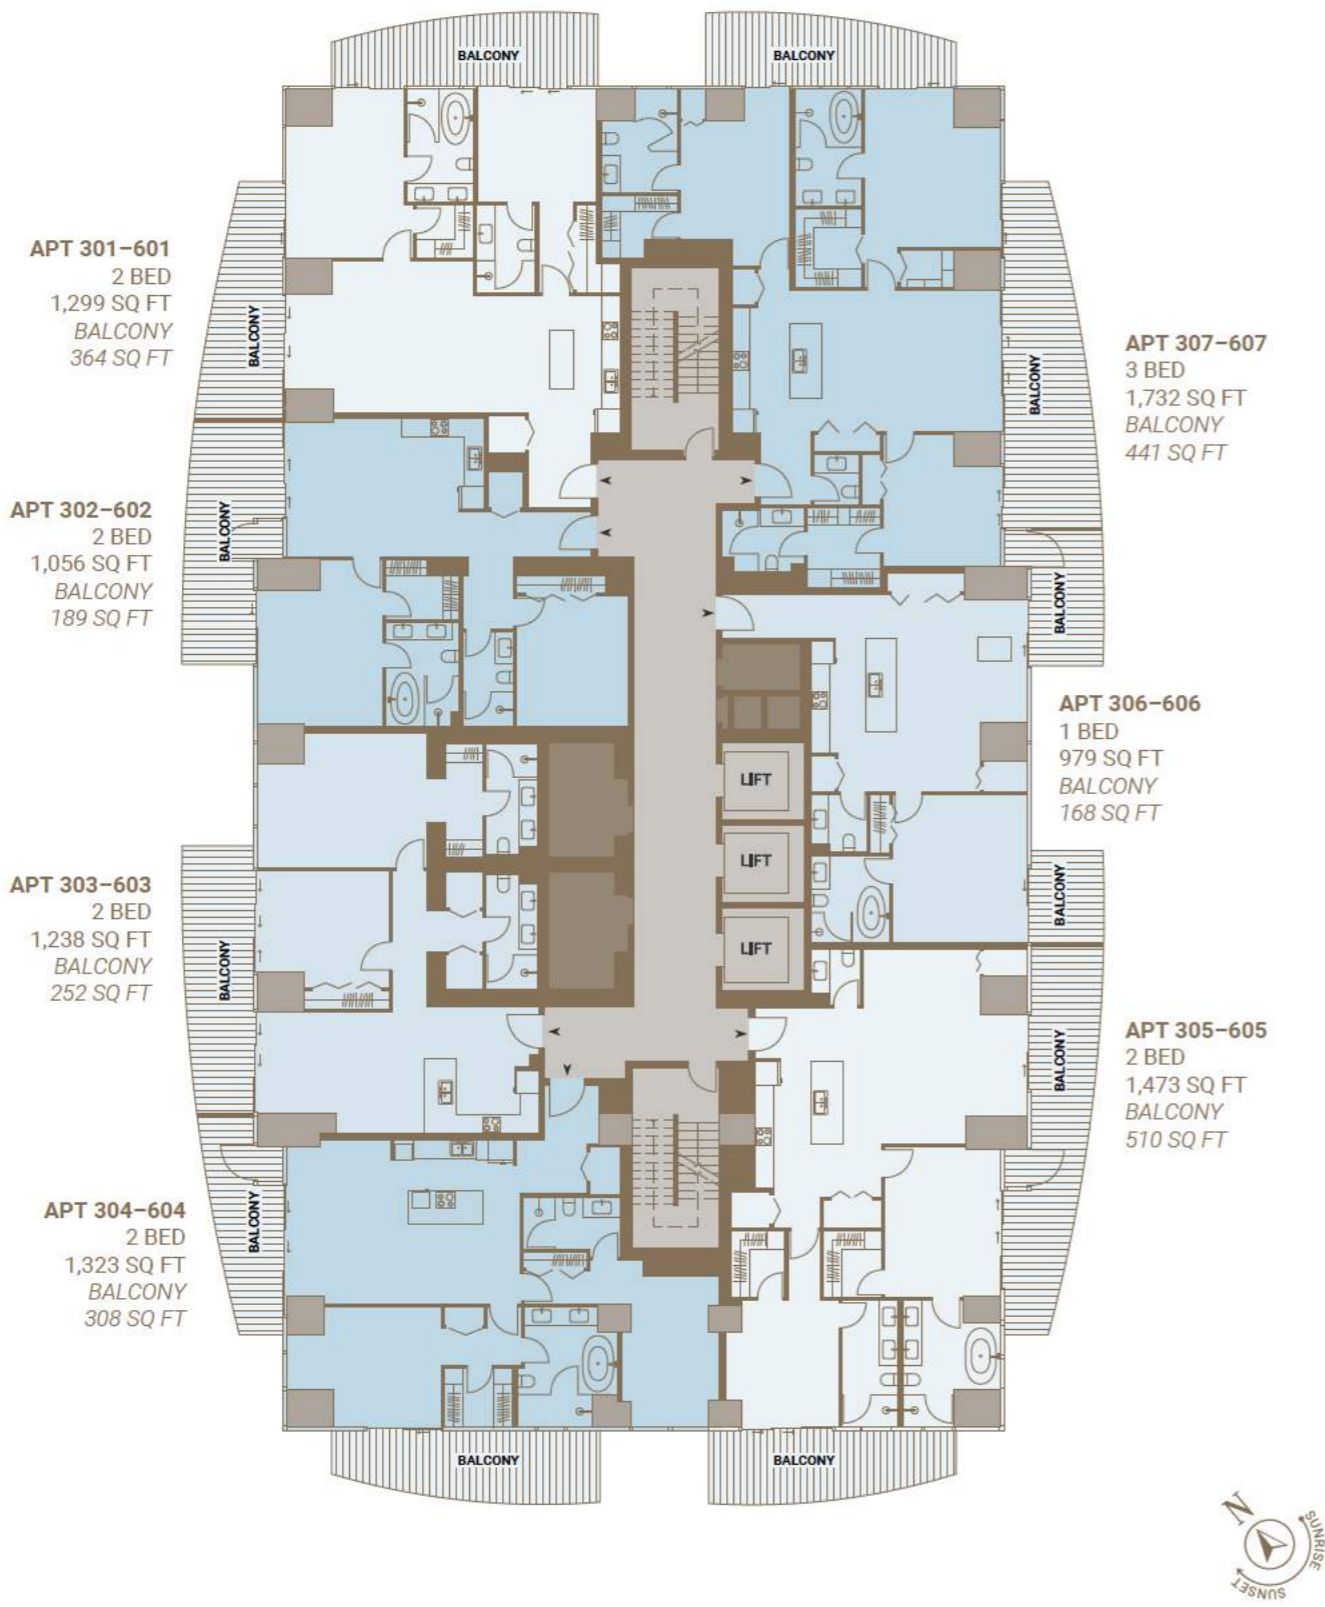 BALCONY
BALCONY
APT 301–601
2 BED
1,299 SQ FT
BALCONY
364 SQ FT
BALCONY
APT 307–607
3 BED
1,732 SQ FT
BALCONY
441 SQ FT
BALCONY
APT 302–602
2 BED
1,056 SQ FT
BALCONY
189 SQ FT
BALCONY
BALCONY
APT 306–606
1 BED
979 SQ FT
BALCONY
168 SQ FT
LIFT
LIFT
LIFT
APT 303–603
2 BED
1,238 SQ FT
BALCONY
252 SQ FT
BALCONY
BALCONY
APT 305–605
2 BED
1,473 SQ FT
BALCONY
510 SQ FT
BALCONY
APT 304–604
2 BED
1,323 SQ FT
BALCONY
308 SQ FT
BALCONY
BALCONY
BALCONY
N
SUNRISE
SUNSET